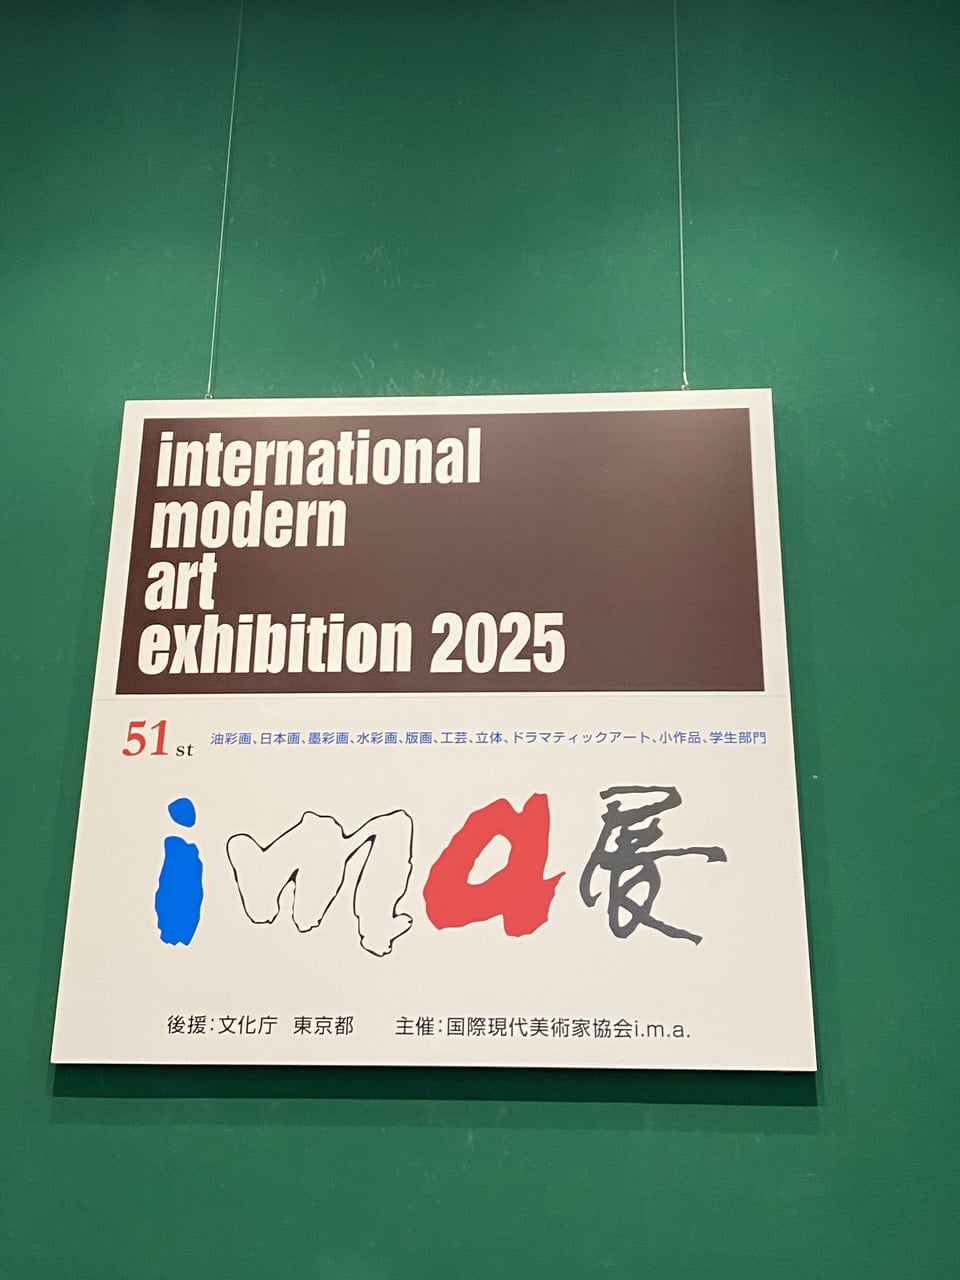 international
modern
art
exhibition 2025
51st 油彩画、日本画、墨彩画、水彩画、版画、工芸、立体、ドラマティックアート、小作品、学生部門
ima展
後援：文化庁 東京都 主催：国際現代美術家協会i.m.a.